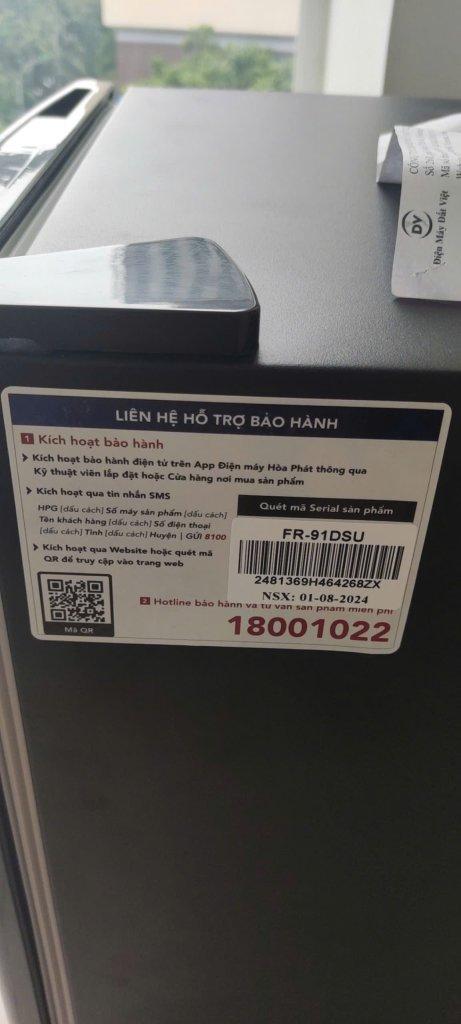 LIÊN HỆ HỖ TRỢ BẢO HÀNH
1 Kích hoạt bảo hành
Kích hoạt bảo hành điện tử trên App Điện máy Hòa Phát thông qua
Kỹ thuật viên lắp đặt hoặc Cửa hàng nơi mua sản phẩm
Kích hoạt qua tin nhắn SMS
HPG [dấu cách] Số máy sản phẩm [dấu cách]
Tên khách hàng [dấu cách] Số điện thoại
[dấu cách] Tỉnh [dấu cách] Huyện | GỬI 8100
Kích hoạt qua Website hoặc quét mã
QR để truy cập vào trang web
Mã QR
Quét mã Serial sản phẩm
FR-91DSU
2481369H464268ZX
NSX: 01-08-2024
2 Hotline bảo hành và tư vấn sản phẩm miễn phí
18001022
DV
Điện Máy Đất Việt